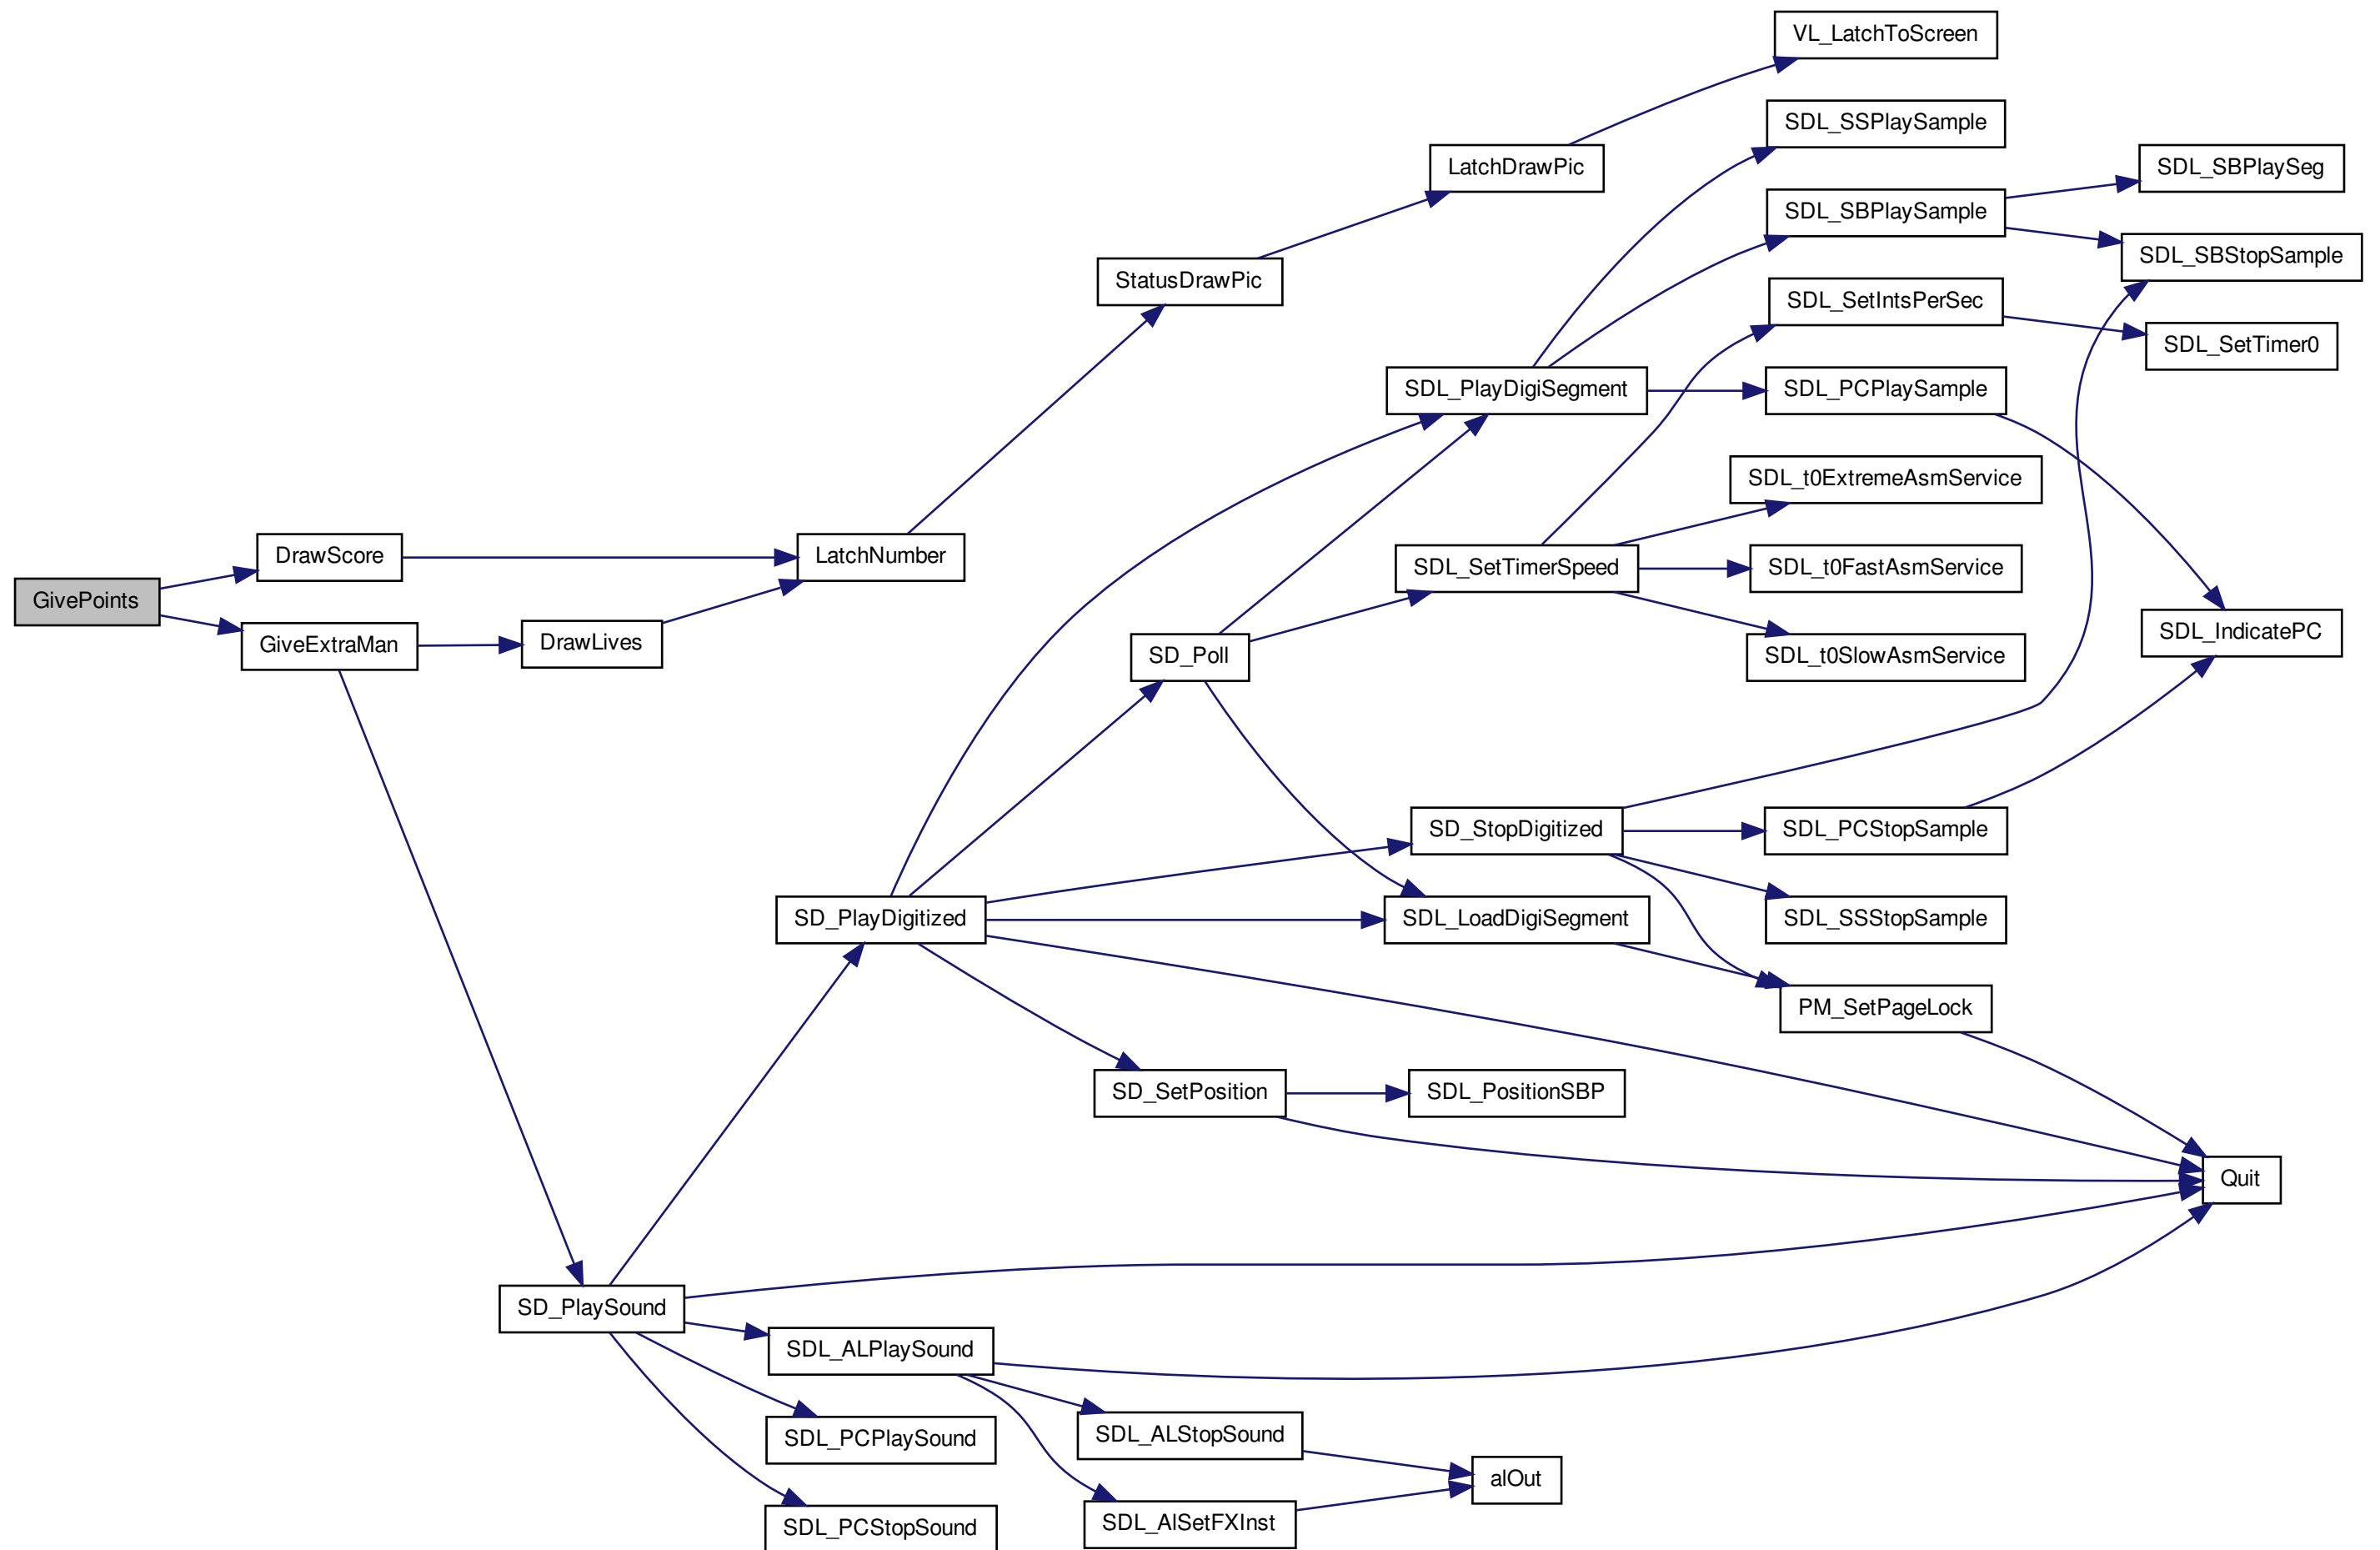 VL_LatchToScreen
SDL_SSPlaySample
LatchDrawPic
SDL_SBPlaySeg
SDL_SBPlaySample
SDL_SBStopSample
StatusDrawPic
SDL_SetIntsPerSec
SDL_SetTimer0
SDL_PlayDigiSegment
SDL_PCPlaySample
SDL_t0ExtremeAsmService
DrawScore
LatchNumber
SDL_SetTimerSpeed
SDL_t0FastAsmService
GivePoints
GiveExtraMan
DrawLives
SD_Poll
SDL_t0SlowAsmService
SDL_IndicatePC
SD_StopDigitized
SDL_PCStopSample
SD_PlayDigitized
SDL_LoadDigiSegment
SDL_SSStopSample
PM_SetPageLock
SD_SetPosition
SDL_PositionSBP
Quit
SD_PlaySound
SDL_ALPlaySound
SDL_PCPlaySound
SDL_ALStopSound
alOut
SDL_PCStopSound
SDL_AlSetFXInst